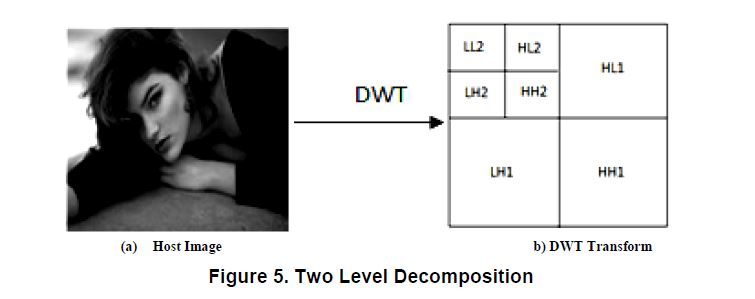 DWT
LL2
HL2
HL1
LH2
HH2
LH1
HH1
(a) Host Image
b) DWT Transform
Figure 5. Two Level Decomposition